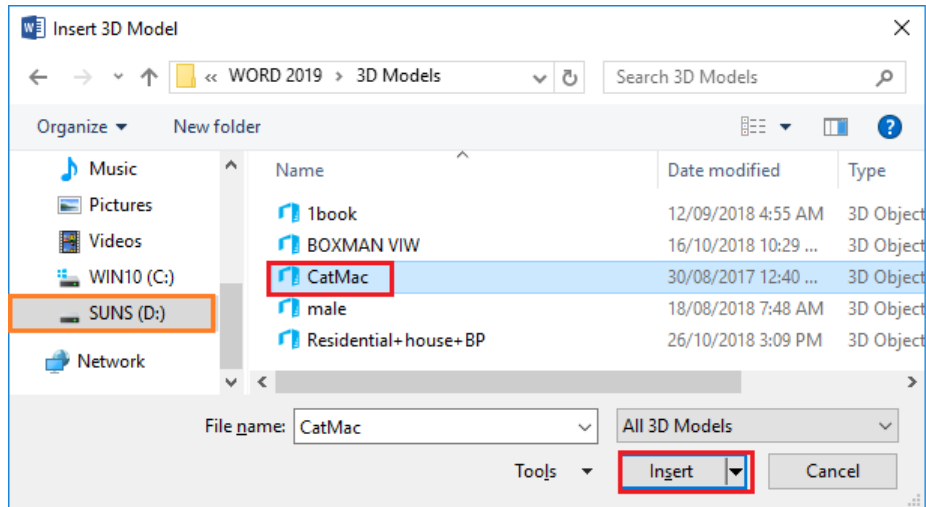 Insert 3D Model
« WORD 2019 > 3D Models
Search 3D Models
Organize New folder
?
Music
Pictures
Videos
WIN10 (C:)
SUNS (D:)
Network
Name Date modified Type
1book 12/09/2018 4:55 AM 3D Object
BOXMAN VIW 16/10/2018 10:29 ... 3D Object
CatMac 30/08/2017 12:40 ... 3D Object
male 18/08/2018 7:48 AM 3D Object
Residential+house+BP 26/10/2018 3:09 PM 3D Object
File name: CatMac All 3D Models
Tools Insert Cancel